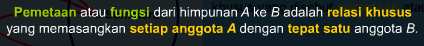 Pemetaan atau fungsi dari himpunan A ke B adalah relasi khusus
yang memasangkan setiap anggota A dengan tepat satu anggota B.